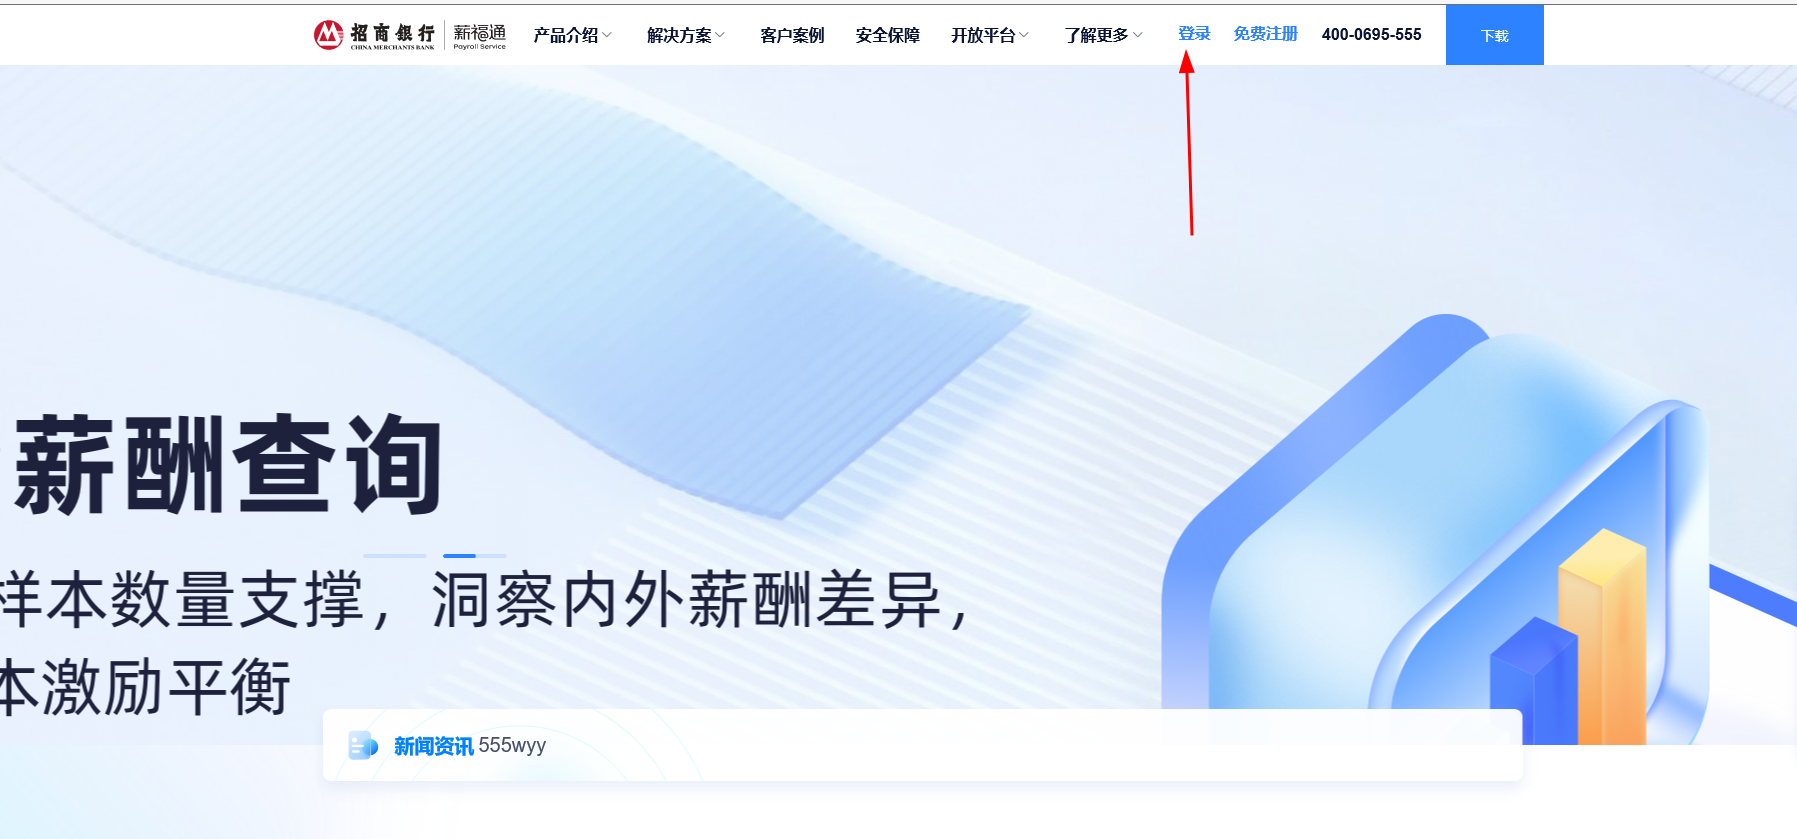 招商银行 薪福通
CHINA MERCHANTS BANK Payroll Service
产品介绍 解决方案 客户案例 安全保障 开放平台 了解更多 登录 免费注册 400-0695-555 下载
薪酬查询
样本数量支撑，洞察内外薪酬差异，
本激励平衡
新闻资讯 555wyy